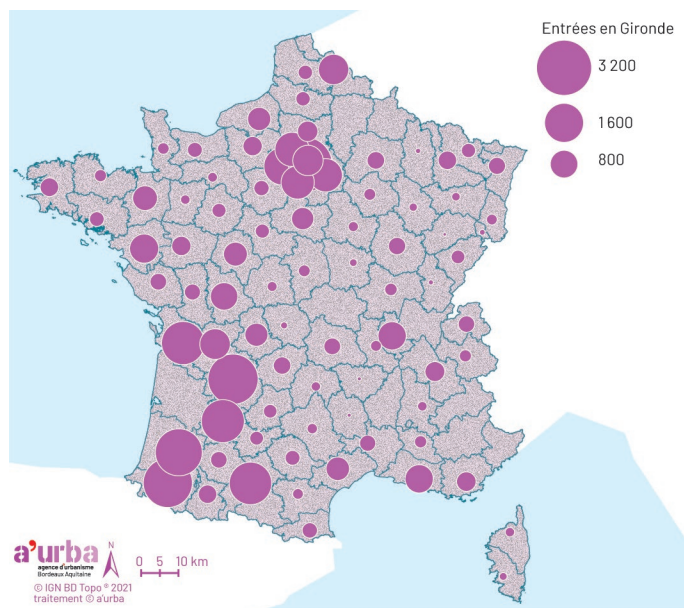 Entrées en Gironde
3 200
1 600
800
a'urba
agence d'urbanisme
Bordeaux Aquitaine
N
0 5 10 km
© IGN BD Topo ® 2021
traitement © a'urba